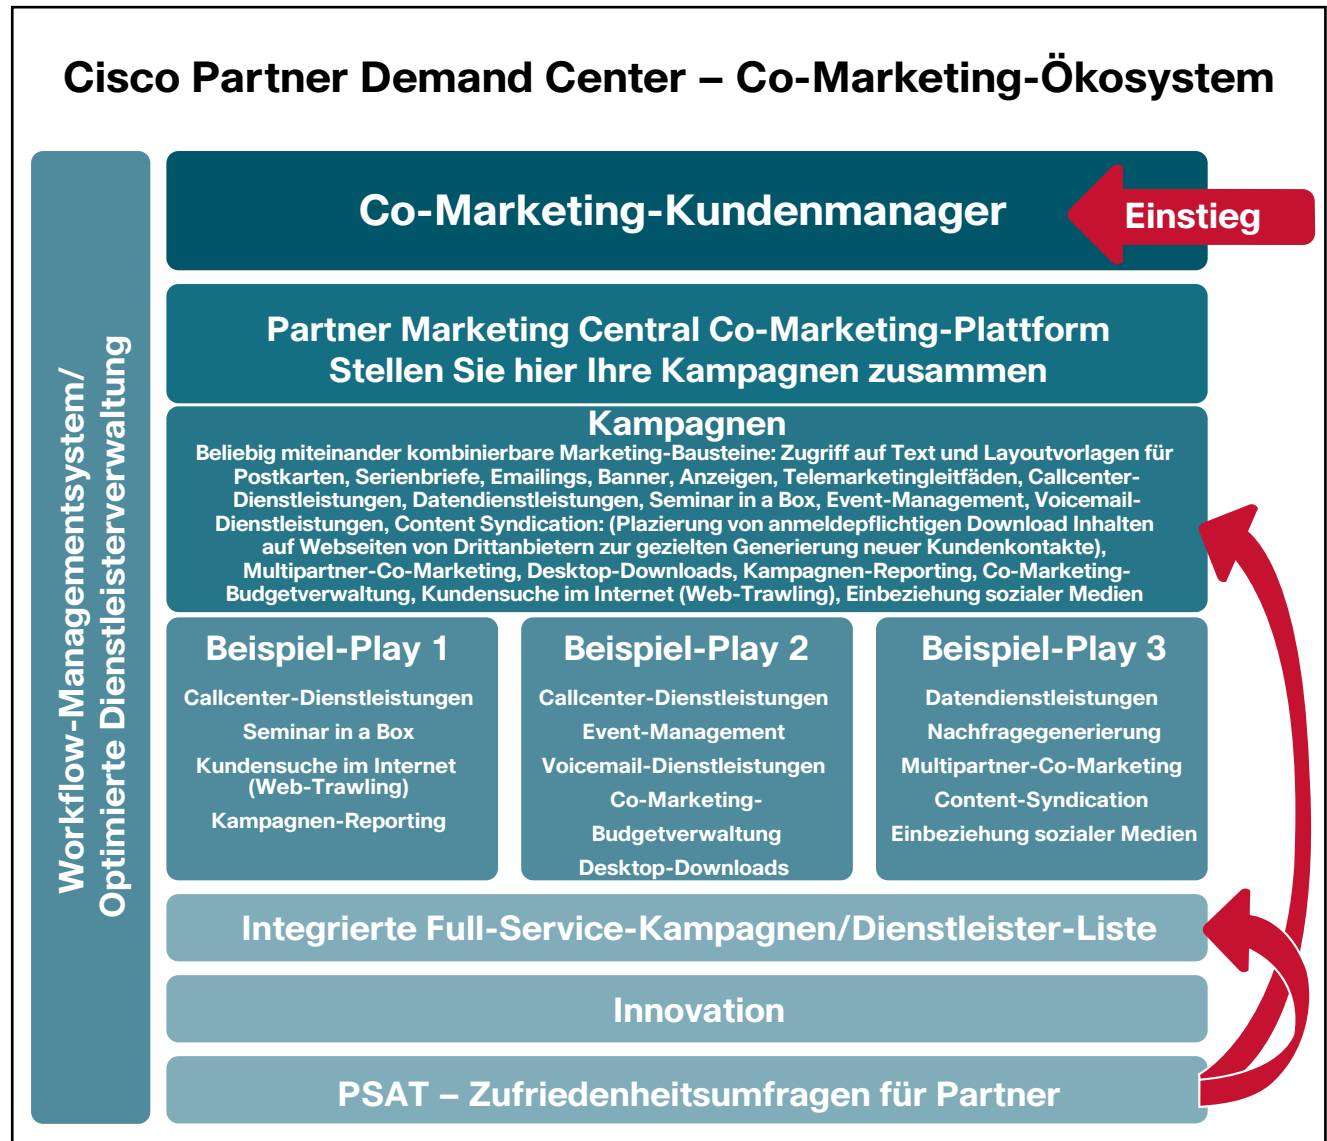 Cisco Partner Demand Center – Co-Marketing-Ökosystem
Workflow-Managementsystem/
Optimierte Dienstleisterverwaltung
Co-Marketing-Kundenmanager
Einstieg
Partner Marketing Central Co-Marketing-Plattform
Stellen Sie hier Ihre Kampagnen zusammen
Kampagnen
Beliebig miteinander kombinierbare Marketing-Bausteine: Zugriff auf Text und Layoutvorlagen für
Postkarten, Serienbriefe, Emailings, Banner, Anzeigen, Telemarketingleitfäden, Callcenter-
Dienstleistungen, Datendienstleistungen, Seminar in a Box, Event-Management, Voicemail-
Dienstleistungen, Content Syndication: (Plazierung von anmeldepflichtigen Download Inhalten
auf Webseiten von Drittanbietern zur gezielten Generierung neuer Kundenkontakte),
Multipartner-Co-Marketing, Desktop-Downloads, Kampagnen-Reporting, Co-Marketing-
Budgetverwaltung, Kundensuche im Internet (Web-Trawling), Einbeziehung sozialer Medien
Beispiel-Play 1
Callcenter-Dienstleistungen
Seminar in a Box
Kundensuche im Internet
(Web-Trawling)
Kampagnen-Reporting
Beispiel-Play 2
Callcenter-Dienstleistungen
Event-Management
Voicemail-Dienstleistungen
Co-Marketing-
Budgetverwaltung
Desktop-Downloads
Beispiel-Play 3
Datendienstleistungen
Nachfragegenerierung
Multipartner-Co-Marketing
Content-Syndication
Einbeziehung sozialer Medien
Integrierte Full-Service-Kampagnen/Dienstleister-Liste
Innovation
PSAT – Zufriedenheitsumfragen für Partner